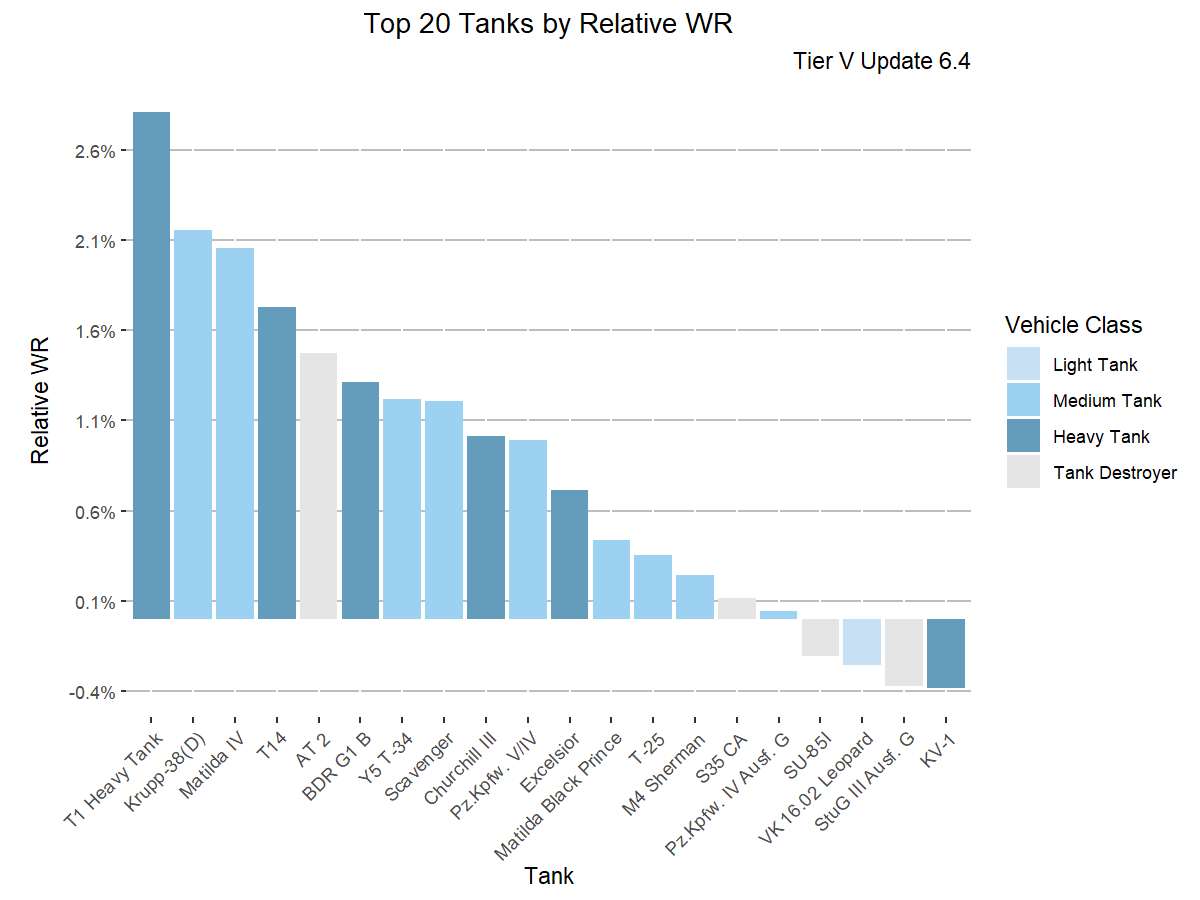 Top 20 Tanks by Relative WR
Tier V Update 6.4
Relative WR
2.6%
2.1%
1.6%
1.1%
0.6%
0.1%
-0.4%
T1 Heavy Tank
Krupp-38(D)
Matilda IV
T14
AT 2
BDR G1 B
Y5 T-34
Scavenger
Churchill III
Pz.Kpfw. V/IV
Excelsior
Matilda Black Prince
T-25
M4 Sherman
S35 CA
Pz.Kpfw. IV Ausf. G
SU-85I
VK 16.02 Leopard
StuG III Ausf. G
KV-1
Tank
Vehicle Class
Light Tank
Medium Tank
Heavy Tank
Tank Destroyer